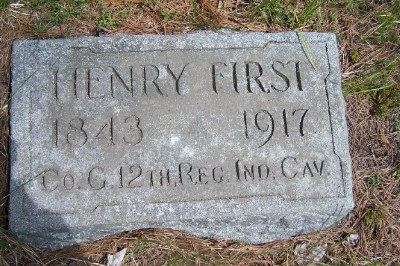 HENRY FIRST
1843 1917
CO. G. 12TH, REG. IND. CAV.